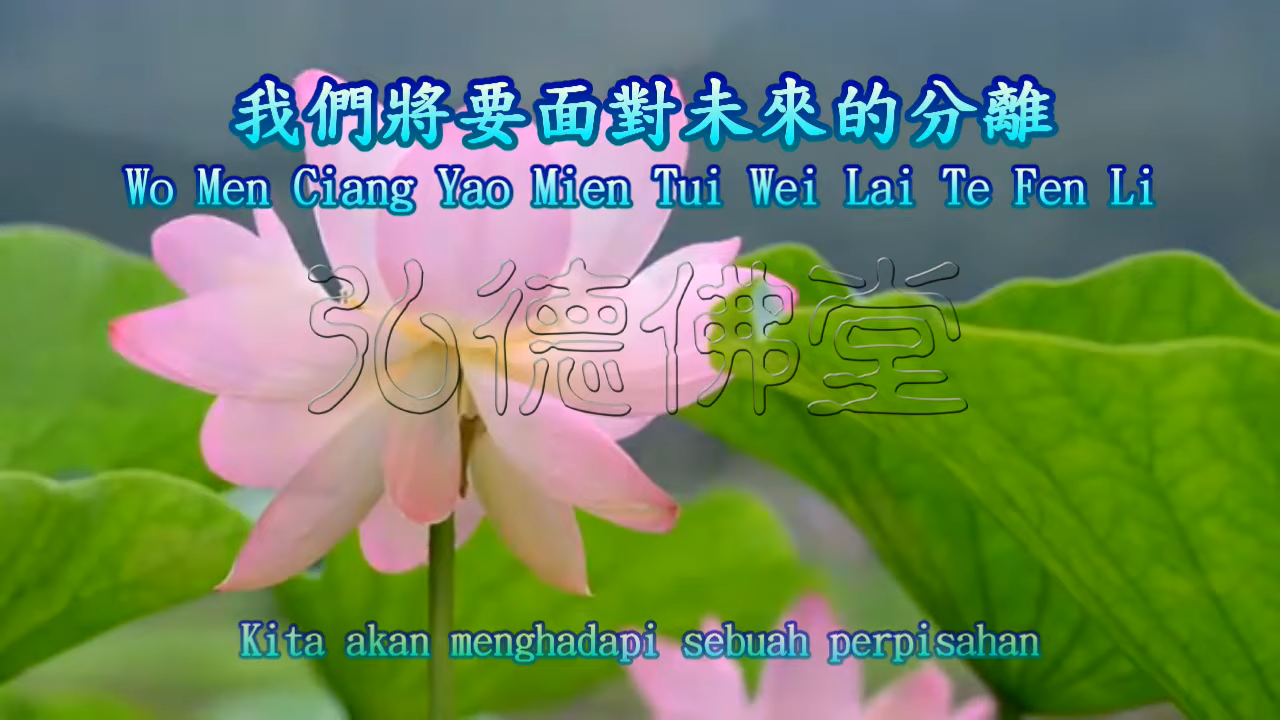 我們將要面對未來的分離
Wo Men Ciang Yao Mien Tui Wei Lai Te Fen Li
弘德佛堂
Kita akan menghadapi sebuah perpisahan